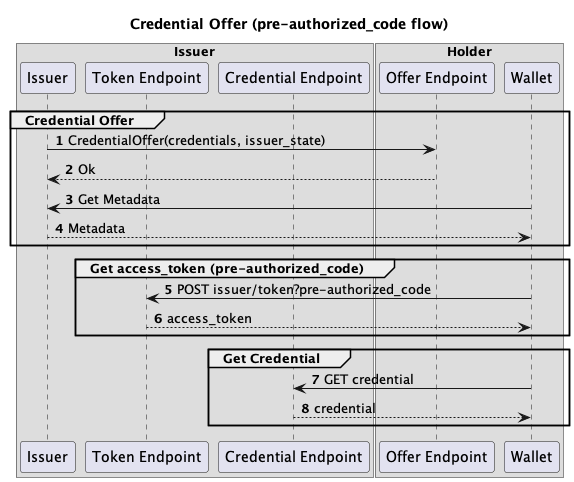 Credential Offer (pre-authorized_code flow)
Issuer
Holder
Issuer
Token Endpoint
Credential Endpoint
Offer Endpoint
Wallet
Credential Offer
1 CredentialOffer(credentials, issuer_state)
2 Ok
3 Get Metadata
4 Metadata
Get access_token (pre-authorized_code)
5 POST issuer/token?pre-authorized_code
6 access_token
Get Credential
7 GET credential
8 credential
Issuer
Token Endpoint
Credential Endpoint
Offer Endpoint
Wallet